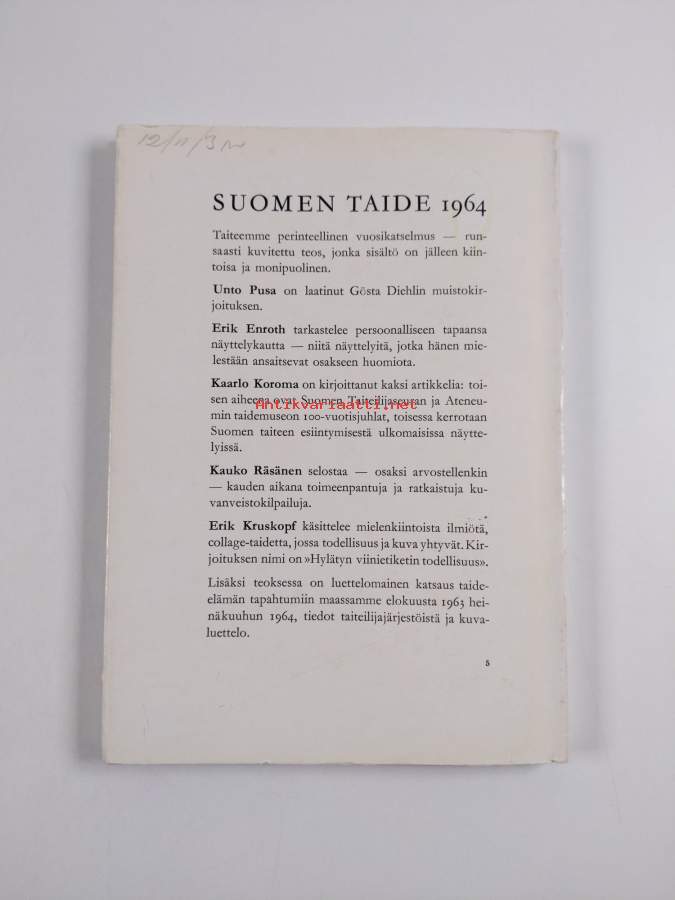 12/11/3
SUOMEN TAIDE 1964
Taiteemme perinteellinen vuosikatselmus — run-
saasti kuvitettu teos, jonka sisältö on jälleen kiin-
toisa ja monipuolinen.
Unto Pusa on laatinut Gösta Diehlin muistokir-
joituksen.
Erik Enroth tarkastelee persoonalliseen tapaansa
näyttelykautta — niitä näyttelyitä, jotka hänen mie-
lestään ansaitsevat osakseen huomiota.
Kaarlo Koroma on kirjoittanut kaksi artikkelia: toi-
sen aiheena ovat Suomen Taiteilijaseuran ja Ateneu-
Antikvariaatti.net
min taidemuseon 100-vuotisjuhlat, toisessa kerrotaan
Suomen taiteen esiintymisestä ulkomaisissa näytte-
lyissä.
Kauko Räsänen selostaa — osaksi arvostellenkin
— kauden aikana toimeenpantuja ja ratkaistuja ku-
vanveistokilpailuja.
Erik Kruskopf käsittelee mielenkiintoista ilmiötä,
collage-taidetta, jossa todellisuus ja kuva yhtyvät. Kir-
joituksen nimi on »Hylätyn viinietiketin todellisuus».
Lisäksi teoksessa on luettelomainen katsaus taide-
elämän tapahtumiin maassamme elokuusta 1963 hei-
näkuuhun 1964, tiedot taiteilijajärjestöistä ja kuva-
luettelo.
5